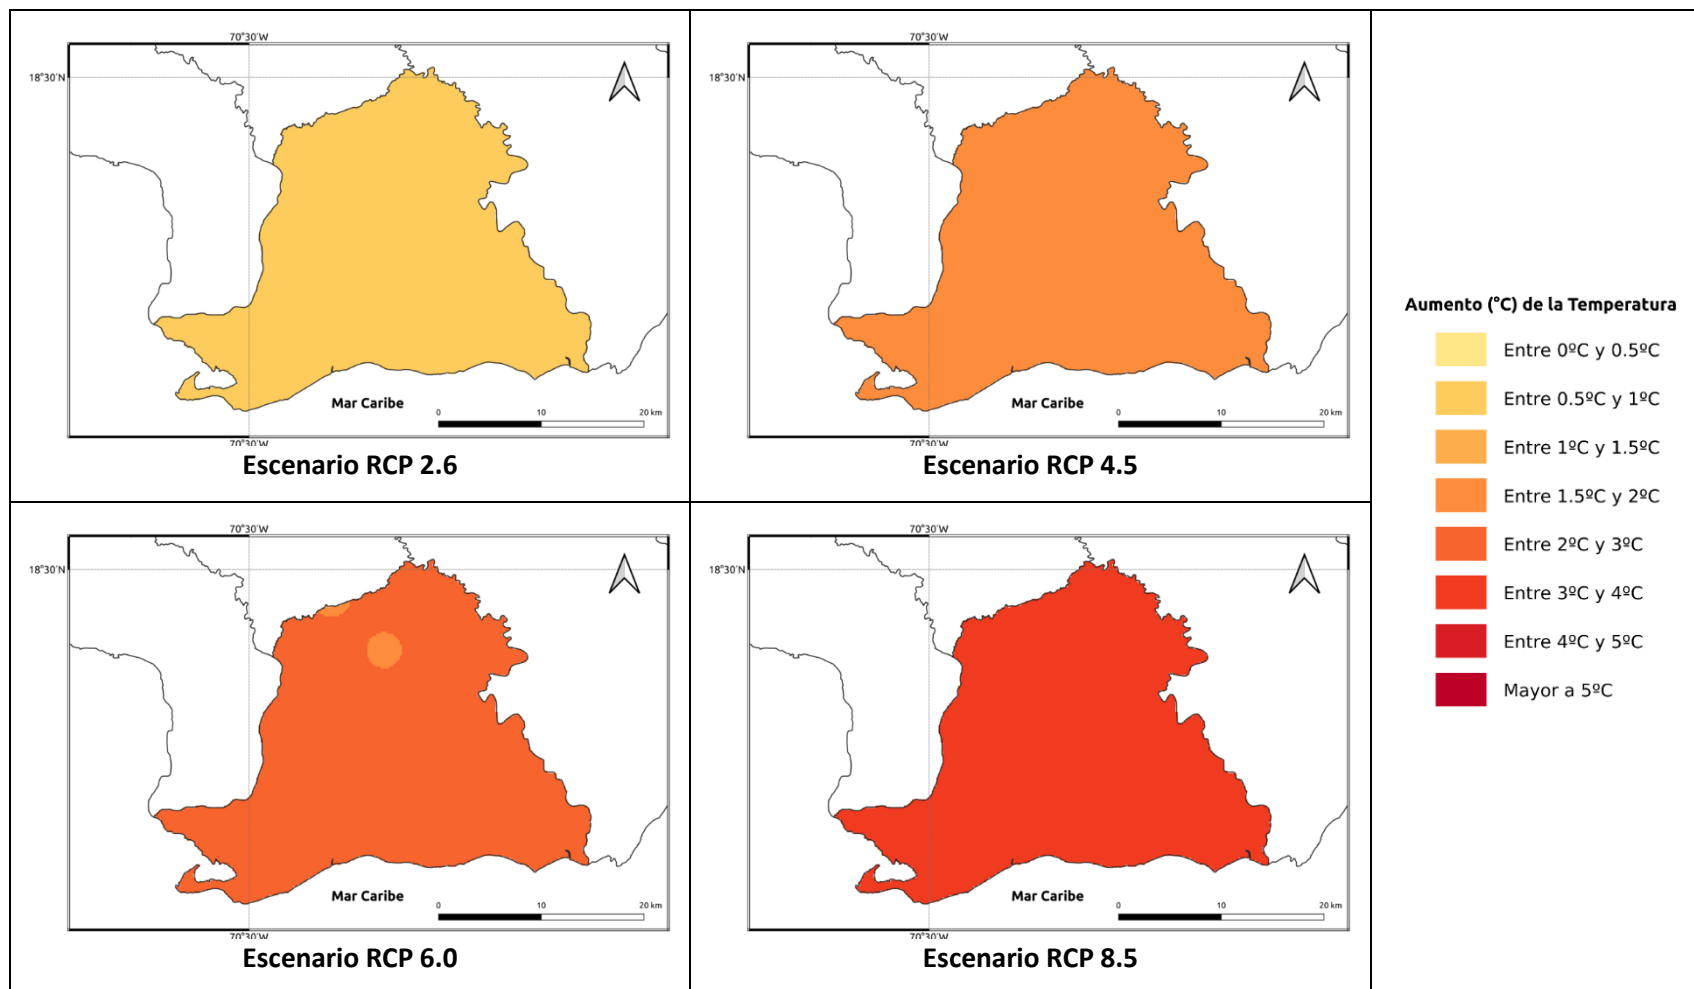 70°30'W
18°30'N
Mar Caribe
0 10 20 km
70°30'W
Escenario RCP 2.6
70°30'W
18°30'N
Mar Caribe
0 10 20 km
70°30'W
Escenario RCP 4.5
70°30'W
18°30'N
Mar Caribe
0 10 20 km
70°30'W
Escenario RCP 6.0
70°30'W
18°30'N
Mar Caribe
0 10 20 km
70°30'W
Escenario RCP 8.5
Aumento (°C) de la Temperatura
Entre 0ºC y 0.5ºC
Entre 0.5ºC y 1ºC
Entre 1ºC y 1.5ºC
Entre 1.5ºC y 2ºC
Entre 2ºC y 3ºC
Entre 3ºC y 4ºC
Entre 4ºC y 5ºC
Mayor a 5ºC